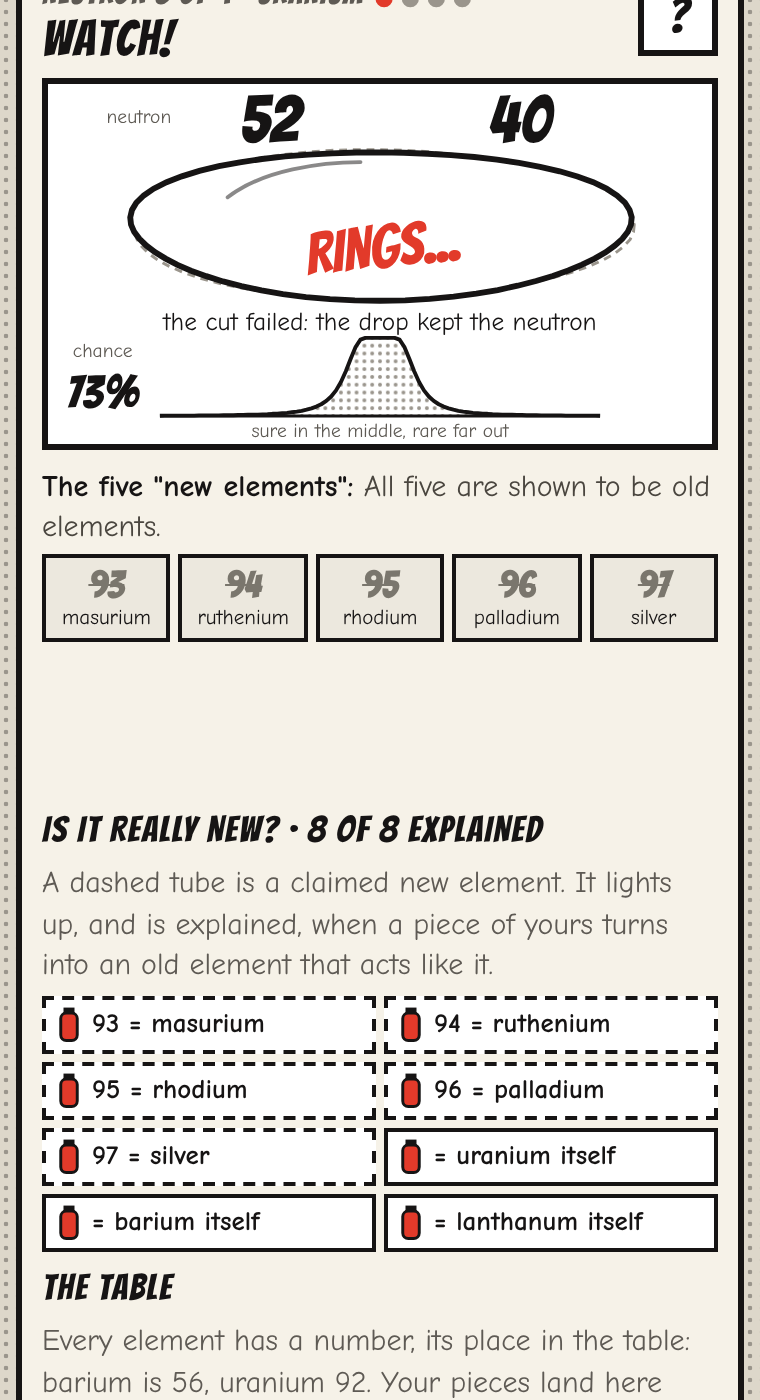 WATCH!
?
neutron
52
40
RINGS...
the cut failed: the drop kept the neutron
chance
73%
sure in the middle, rare far out
The five "new elements": All five are shown to be old
elements.
93
94
95
96
97
masurium
ruthenium
rhodium
palladium
silver
IS IT REALLY NEW? · 8 OF 8 EXPLAINED
A dashed tube is a claimed new element. It lights
up, and is explained, when a piece of yours turns
into an old element that acts like it.
93 = masurium
94 = ruthenium
95 = rhodium
96 = palladium
97 = silver
= uranium itself
= barium itself
= lanthanum itself
THE TABLE
Every element has a number, its place in the table:
barium is 56, uranium 92. Your pieces land here